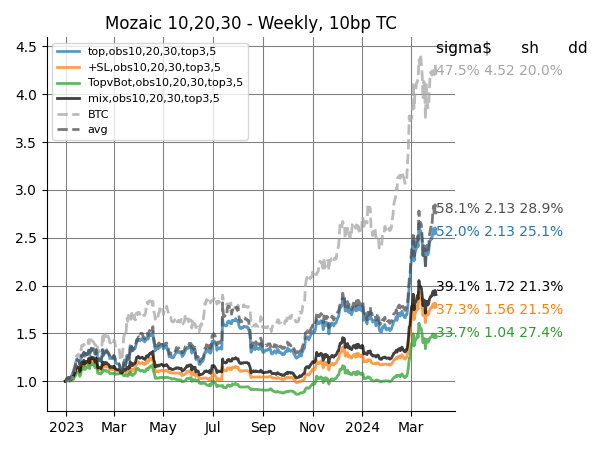 Mozaic 10,20,30 - Weekly, 10bp TC
sigma$ sh dd
4.5
4.0
3.5
3.0
2.5
2.0
1.5
1.0
top,obs10,20,30,top3,5
+SL,obs10,20,30,top3,5
TopvBot,obs10,20,30,top3,5
mix,obs10,20,30,top3,5
BTC
avg
47.5% 4.52 20.0%
58.1% 2.13 28.9%
52.0% 2.13 25.1%
39.1% 1.72 21.3%
37.3% 1.56 21.5%
33.7% 1.04 27.4%
2023 Mar May Jul Sep Nov 2024 Mar